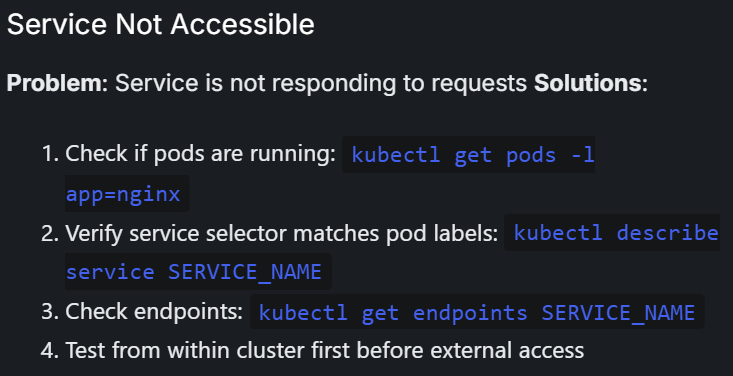 Service Not Accessible
Problem: Service is not responding to requests Solutions:
1. Check if pods are running: kubectl get pods -l
app=nginx
2. Verify service selector matches pod labels: kubectl describe
service SERVICE_NAME
3. Check endpoints: kubectl get endpoints SERVICE_NAME
4. Test from within cluster first before external access